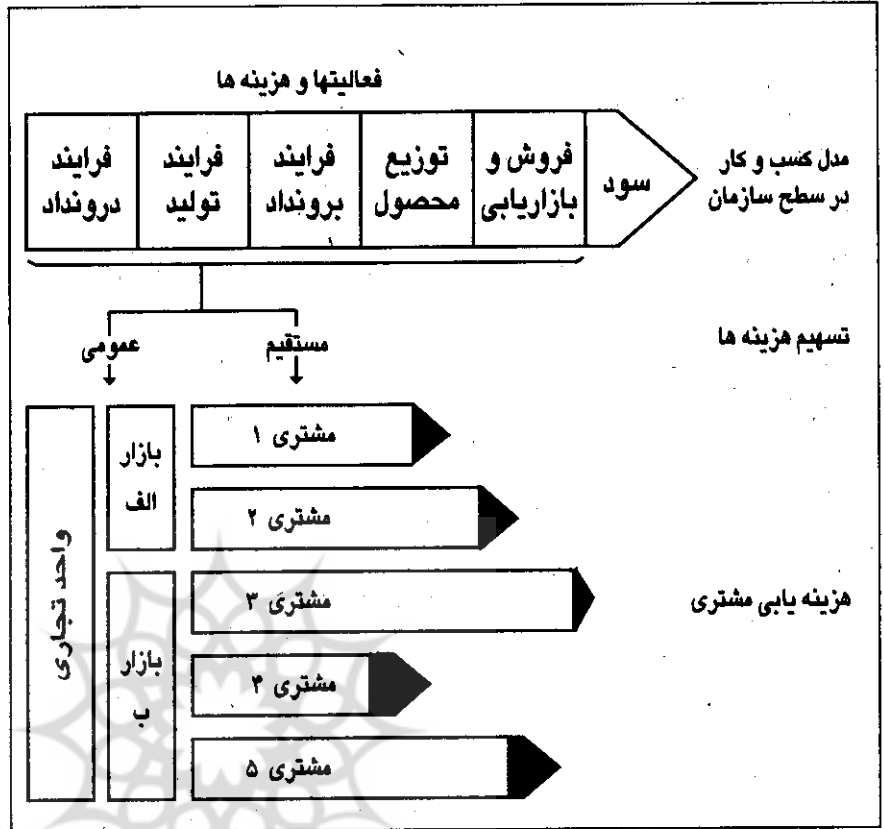 فعالیتها و هزینه ها
مدل کسب و کار
در سطح سازمان
سود
فروش و
بازاریابی
توزیع
محصول
فرایند
برونداد
فرایند
تولید
فرایند
درونداد
تسهیم هزینه ها
مستقیم
عمومی
هزینه یابی مشتری
مشتری ۱
مشتری ۲
مشتری ۳
مشتری ۴
مشتری ۵
بازار
الف
بازار
ب
واحد تجاری